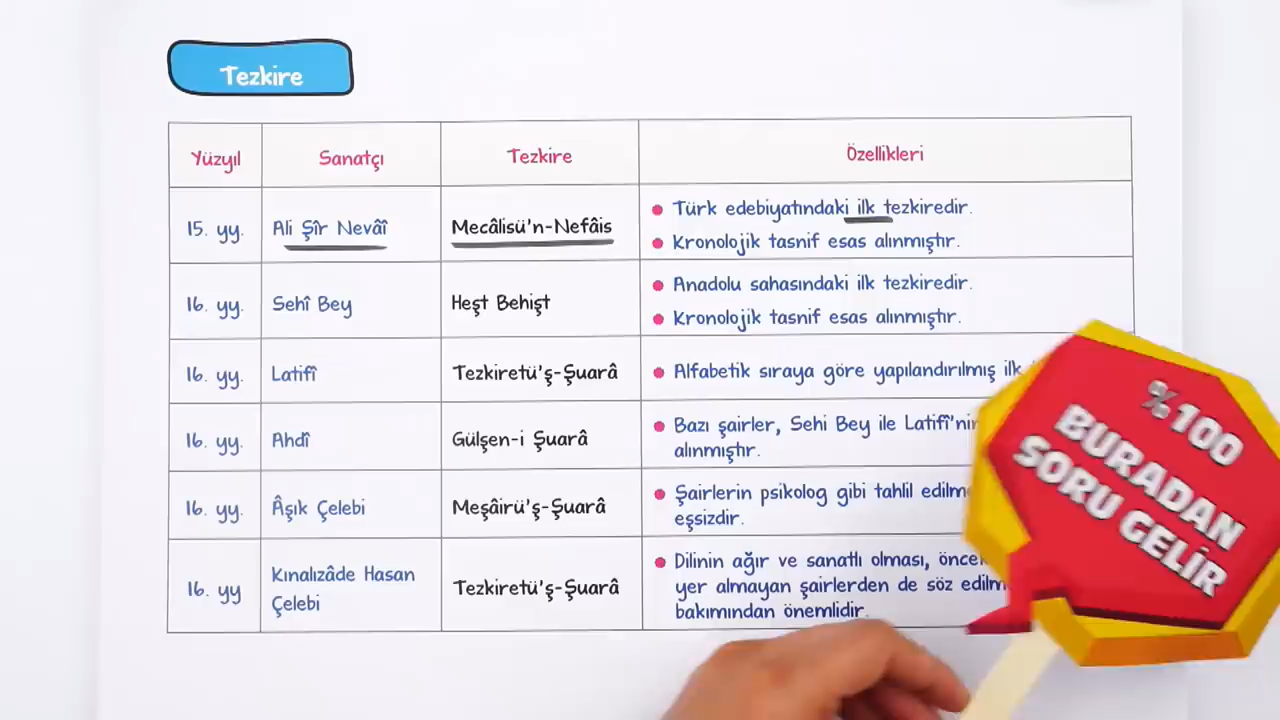 Tezkire
Yüzyıl Sanatçı Tezkire Özellikleri
15. yy. Ali Şîr Nevâî Mecâlisü'n-Nefâis
Türk edebiyatındaki ilk tezkiredir.
Kronolojik tasnif esas alınmıştır.
16. yy. Sehî Bey Heşt Behişt
Anadolu sahasındaki ilk tezkiredir.
Kronolojik tasnif esas alınmıştır.
16. yy. Latifî Tezkiretü'ş-Şuarâ
Alfabetik sıraya göre yapılandırılmış ilk
16. yy. Ahdî Gülşen-i Şuarâ
Bazı şairler, Sehi Bey ile Latifî'nin
alınmıştır.
16. yy. Âşık Çelebi Meşâirü'ş-Şuarâ
Şairlerin psikolog gibi tahlil
eşsizdir.
16. yy Kınalızâde Hasan
Çelebi
Tezkiretü'ş-Şuarâ
Dilinin ağır ve sanatlı olması,
yer almayan şairlerden de söz
bakımından önemlidir.
%100
BURADAN
SORU GELİR